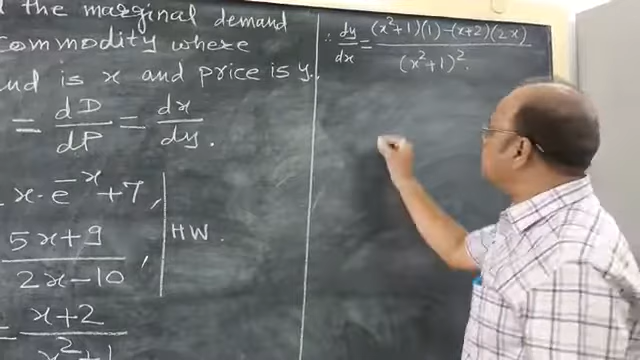 the marginal demand
commodity where
nd is x and price is y.
= dD/dP = dx/dy .
x·e^-x + 7,
5x+9 / 2x-10 ,
HW.
= x+2 / x²+1
∴ dy/dx = (x²+1)(1)-(x+2)(2x) / (x²+1)².